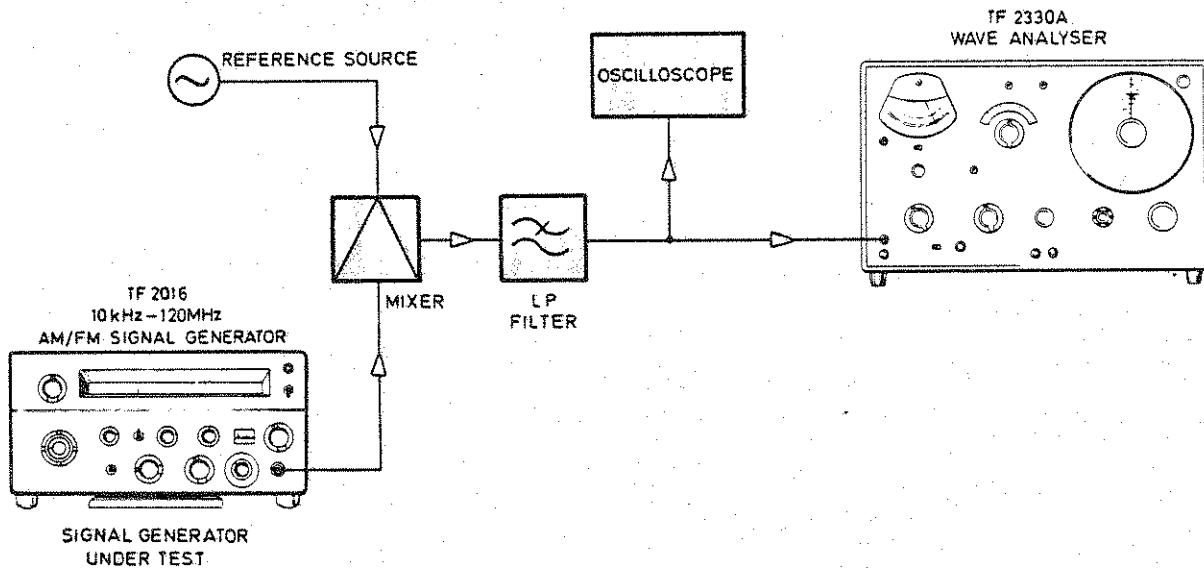 TF 2330A
WAVE ANALYSER
REFERENCE SOURCE
OSCILLOSCOPE
MIXER
LP
FILTER
TF 2016
10kHz-120MHz
AM/FM SIGNAL GENERATOR
SIGNAL GENERATOR
UNDER TEST